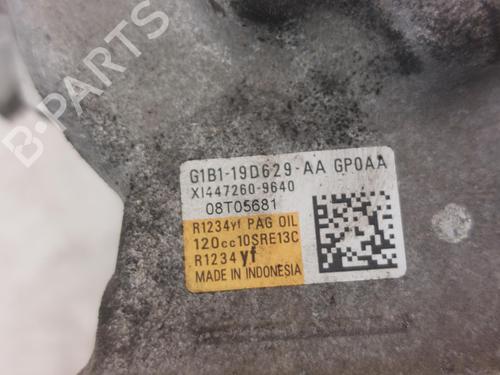 B-PARTS
G1B1-19D629-AA GP0AA
XI447260-9640
08T05681
R1234yf PAG OIL
120cc10SRE13C
R1234yf
MADE IN INDONESIA